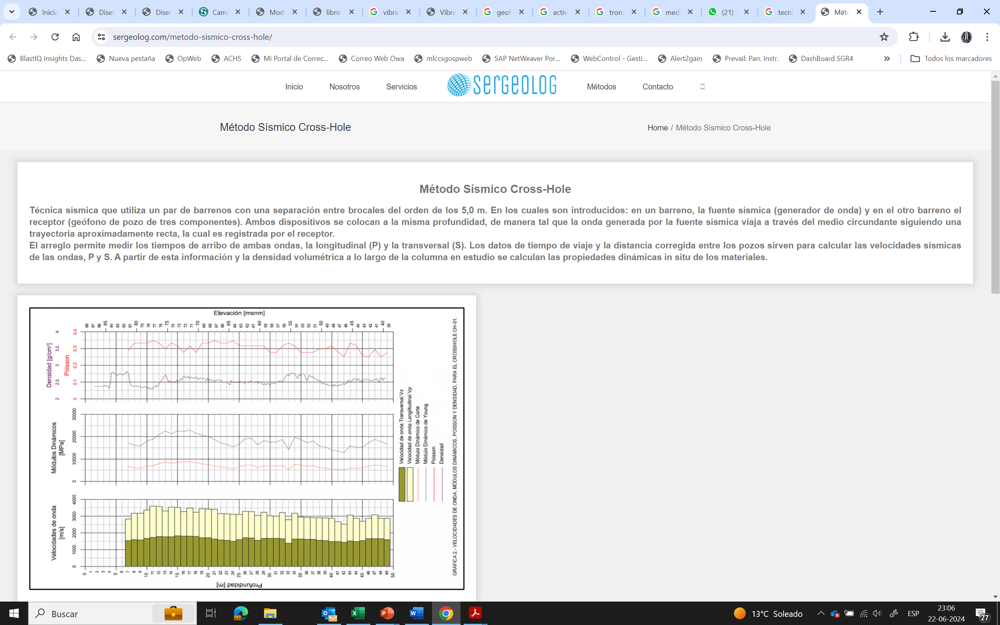 Inicia
Diseñ
Diseñ
Camp
Mode
libro
vibra
Vibra
geof
activ
trona
medi
(21)
tecni
Méto
sergeolog.com/metodo-sismico-cross-hole/
BlastIQ Insights Das...
Nueva pestaña
OpWeb
ACHS
Mi Portal de Correc...
Correo Web Owa
mlccsgospweb
SAP NetWeaver Por...
WebControl - Gesti...
Alert2gain
Prevail: Pan. Instr.
DashBoard SGR4
»
Todos los marcadores
Inicio
Nosotros
Servicios
SERGEOLOG
Métodos
Contacto
Método Sísmico Cross-Hole
Home / Método Sísmico Cross-Hole
Método Sísmico Cross-Hole
Técnica sísmica que utiliza un par de barrenos con una separación entre brocales del orden de los 5,0 m. En los cuales son introducidos: en un barreno, la fuente sísmica (generador de onda) y en el otro barreno el
receptor (geófono de pozo de tres componentes). Ambos dispositivos se colocan a la misma profundidad, de manera tal que la onda generada por la fuente sísmica viaja a través del medio circundante siguiendo una
trayectoria aproximadamente recta, la cual es registrada por el receptor.
El arreglo permite medir los tiempos de arribo de ambas ondas, la longitudinal (P) y la transversal (S). Los datos de tiempo de viaje y la distancia corregida entre los pozos sirven para calcular las velocidades sísmicas
de las ondas, P y S. A partir de esta información y la densidad volumétrica a lo largo de la columna en estudio se calculan las propiedades dinámicas in situ de los materiales.
Elevación [msnm]
88 87 86 85 84 83 82 81 80 79 78 77 76 75 74 73 72 71 70 69 68 67 66 65 64 63 62 61 60 59 58 57 56 55 54 53 52 51 50 49 48 47 46 45 44 43 42 41 40 39
Densidad [g/cm³]
2 2.5 3 3.5 4
Poisson
0 0.1 0.2 0.3 0.4
Módulos Dinámicos
[MPa]
0 10000 20000 30000
Velocidades de onda
[m/s]
0 1000 2000 3000 4000
0 1 2 3 4 5 6 7 8 9 10 11 12 13 14 15 16 17 18 19 20 21 22 23 24 25 26 27 28 29 30 31 32 33 34 35 36 37 38 39 40 41 42 43 44 45 46 47 48 49 50
Profundidad [m]
Velocidad de onda Transversal Vs
Velocidad de onda Longiitudinal Vp
Módulo Dinámico de Corte
Módulo Dinámico de Young
Poisson
Densidad
GRÁFICA 2.- VELOCIDADES DE ONDA, MÓDULOS DINÁMICOS, POISSON Y DENSIDAD, PARA EL CROSSHOLE CH-01.
Buscar
13°C Soleado
ESP
23:06
22-06-2024
27